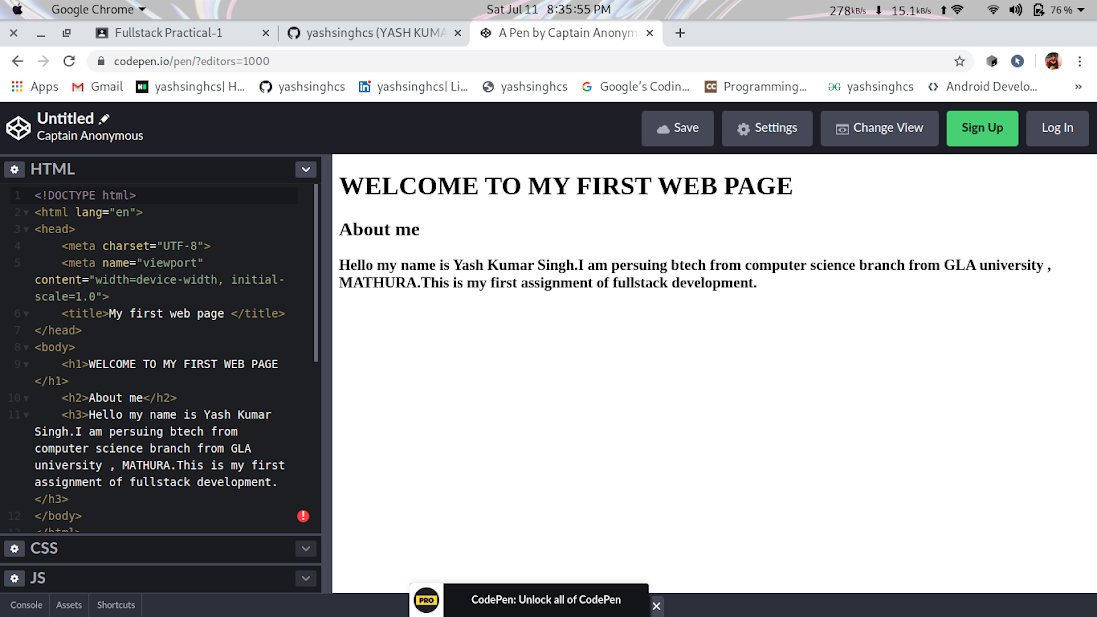 Google Chrome
Sat Jul 11 8:35:55 PM
278kB/s 15.1kB/s 76 %
Fullstack Practical-1
yashsinghcs (YASH KUMA
A Pen by Captain Anonym
codepen.io/pen/?editors=1000
Apps Gmail yashsinghcs| H... yashsinghcs yashsinghcs| Li... yashsinghcs Google's Codin... Programming... yashsinghcs Android Develo... »
Untitled
Captain Anonymous
Save Settings Change View Sign Up Log In
HTML
1 <!DOCTYPE html>
2 <html lang="en">
3 <head>
4 <meta charset="UTF-8">
5 <meta name="viewport"
content="width=device-width, initial-
scale=1.0">
6 <title>My first web page </title>
7 </head>
8 <body>
9 <h1>WELCOME TO MY FIRST WEB PAGE
</h1>
10 <h2>About me</h2>
11 <h3>Hello my name is Yash Kumar
Singh.I am persuing btech from
computer science branch from GLA
university , MATHURA.This is my first
assignment of fullstack development.
</h3>
12 </body>
13 </html>
CSS
JS
Console Assets Shortcuts
WELCOME TO MY FIRST WEB PAGE
About me
Hello my name is Yash Kumar Singh.I am persuing btech from computer science branch from GLA university ,
MATHURA.This is my first assignment of fullstack development.
PRO CodePen: Unlock all of CodePen